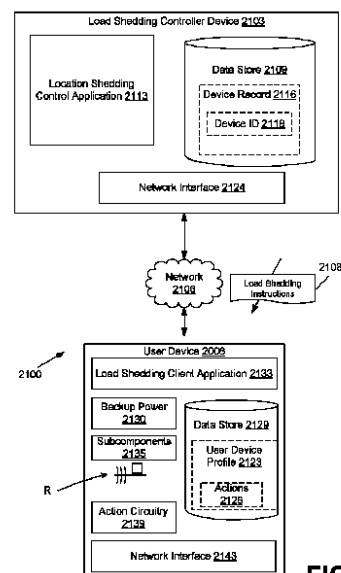 Load Shedding Controller Device 2103
Location Shedding
Control Application 2113
Data Store 2109
Device Record 2116
Device ID 2118
Network Interface 2124
Network
2106
Load Shedding
Instructions
2108
2100
User Device 2006
Load Shedding Client Application 2133
Backup Power
2130
Subcomponents
2135
R
Action Circuitry
2139
Data Store 2129
User Device
Profile 2123
Actions
2126
Network Interface 2143
FIG